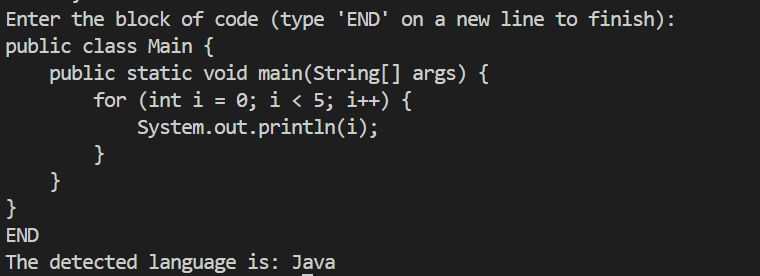 Enter the block of code (type 'END' on a new line to finish):
public class Main {
    public static void main(String[] args) {
        for (int i = 0; i < 5; i++) {
            System.out.println(i);
        }
    }
}
END
The detected language is: Java